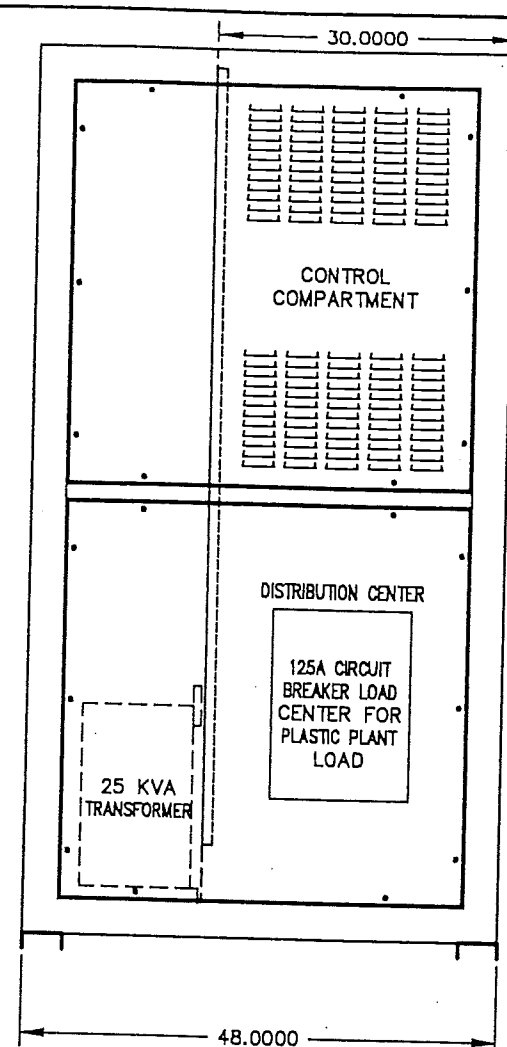 30.0000
CONTROL
COMPARTMENT
DISTRIBUTION CENTER
125A CIRCUIT
BREAKER LOAD
CENTER FOR
PLASTIC PLANT
LOAD
25 KVA
TRANSFORMER
48.0000